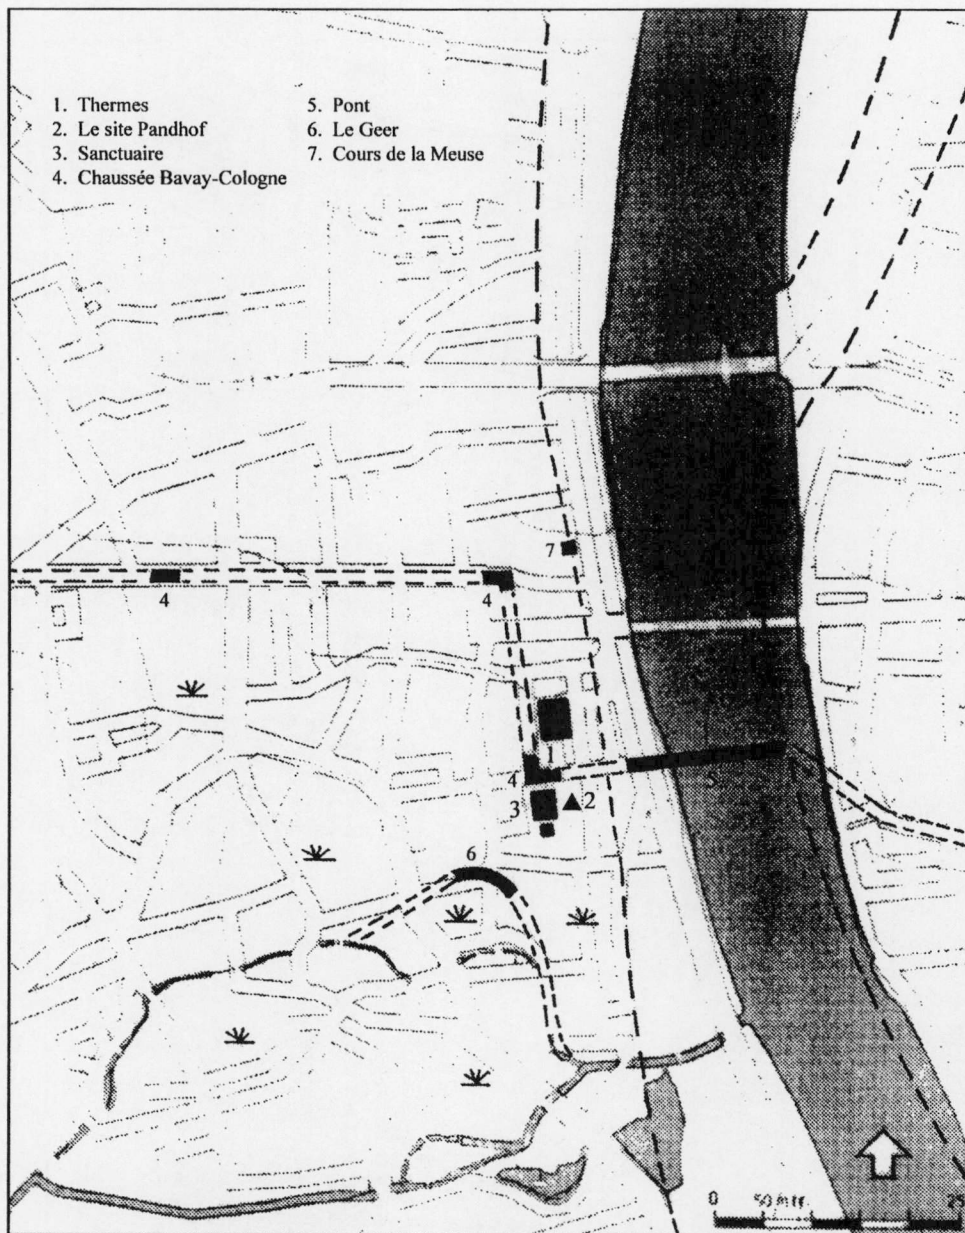 1. Thermes
2. Le site Pandhof
3. Sanctuaire
4. Chaussée Bavay-Cologne
5. Pont
6. Le Geer
7. Cours de la Meuse
7
4
4
1
4
5
3
2
6
0 50 25